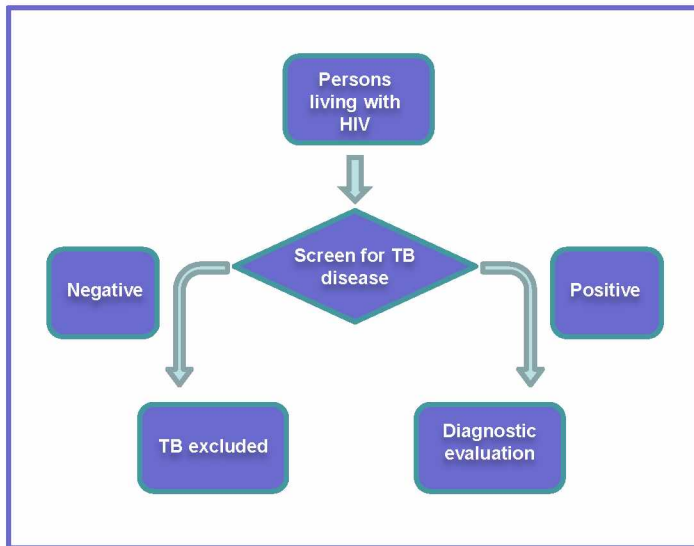 Persons
living with
HIV
Screen for TB
disease
Negative
Positive
TB excluded
Diagnostic
evaluation